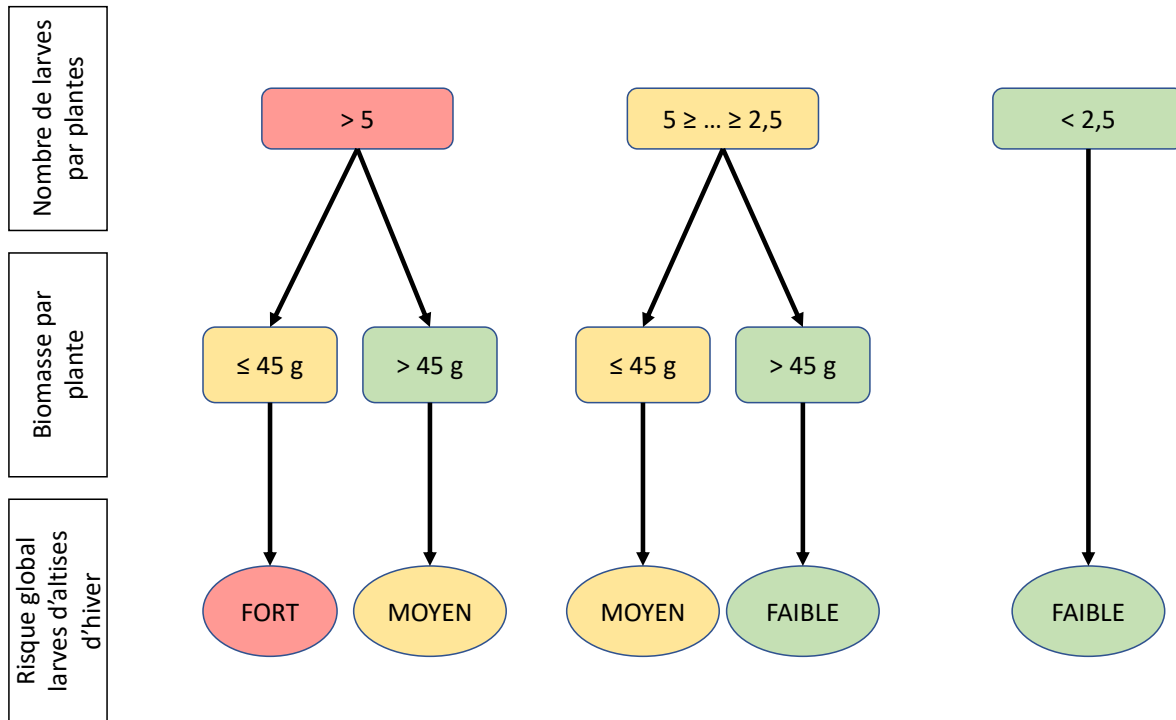 Nombre de larves
par plantes
> 5
5 ≥ ... ≥ 2,5
< 2,5
Biomasse par
plante
≤ 45 g
> 45 g
≤ 45 g
> 45 g
Risque global
larves d'altises
d’hiver
FORT
MOYEN
MOYEN
FAIBLE
FAIBLE